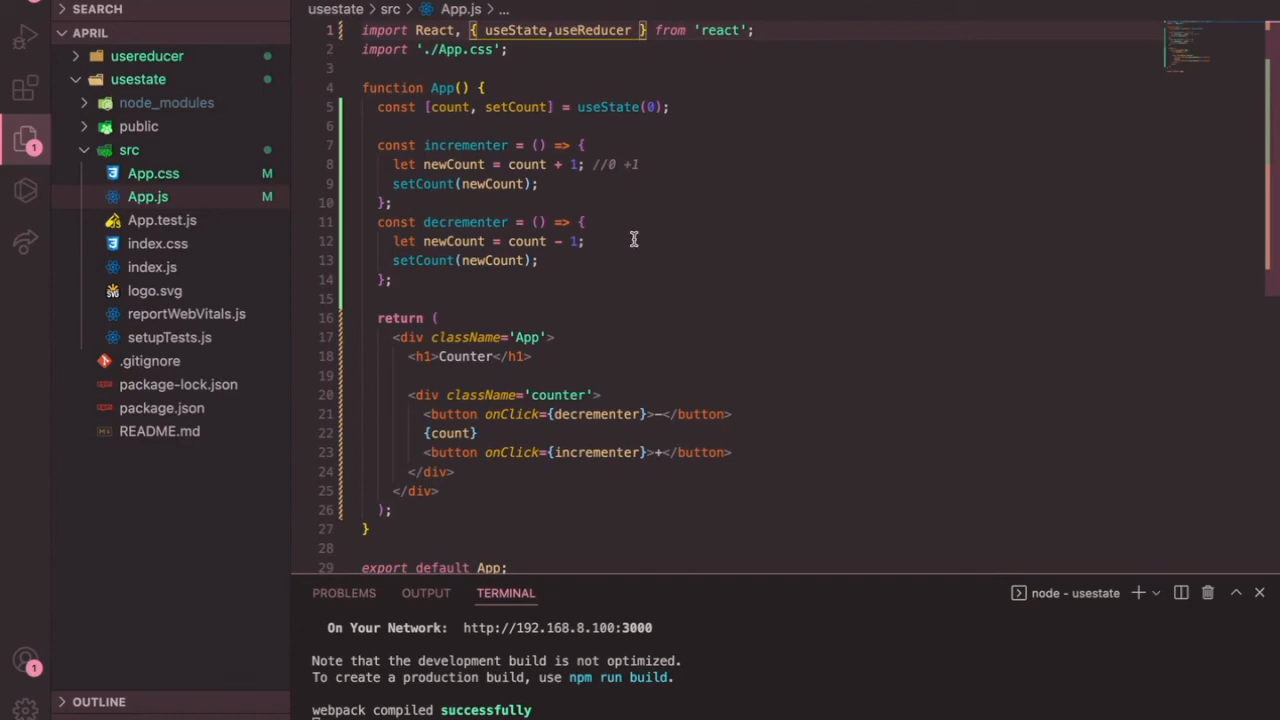 SEARCH
APRIL
usereducer
usestate
node_modules
public
src
App.css M
App.js M
App.test.js
index.css
index.js
logo.svg
reportWebVitals.js
setupTests.js
.gitignore
package-lock.json
package.json
README.md
OUTLINE
1
1
usestate > src > App.js > ...
1 import React, { useState,useReducer } from 'react';
2 import './App.css';
3
4 function App() {
5 const [count, setCount] = useState(0);
6
7 const incrementer = () => {
8 let newCount = count + 1; //0 +1
9 setCount(newCount);
10 };
11 const decrementer = () => {
12 let newCount = count - 1;
13 setCount(newCount);
14 };
15
16 return (
17 <div className='App'>
18 <h1>Counter</h1>
19
20 <div className='counter'>
21 <button onClick={decrementer}>-</button>
22 {count}
23 <button onClick={incrementer}>+</button>
24 </div>
25 </div>
26 );
27 }
28
29 export default App;
PROBLEMS OUTPUT TERMINAL node - usestate
On Your Network: http://192.168.8.100:3000
Note that the development build is not optimized.
To create a production build, use npm run build.
webpack compiled successfully